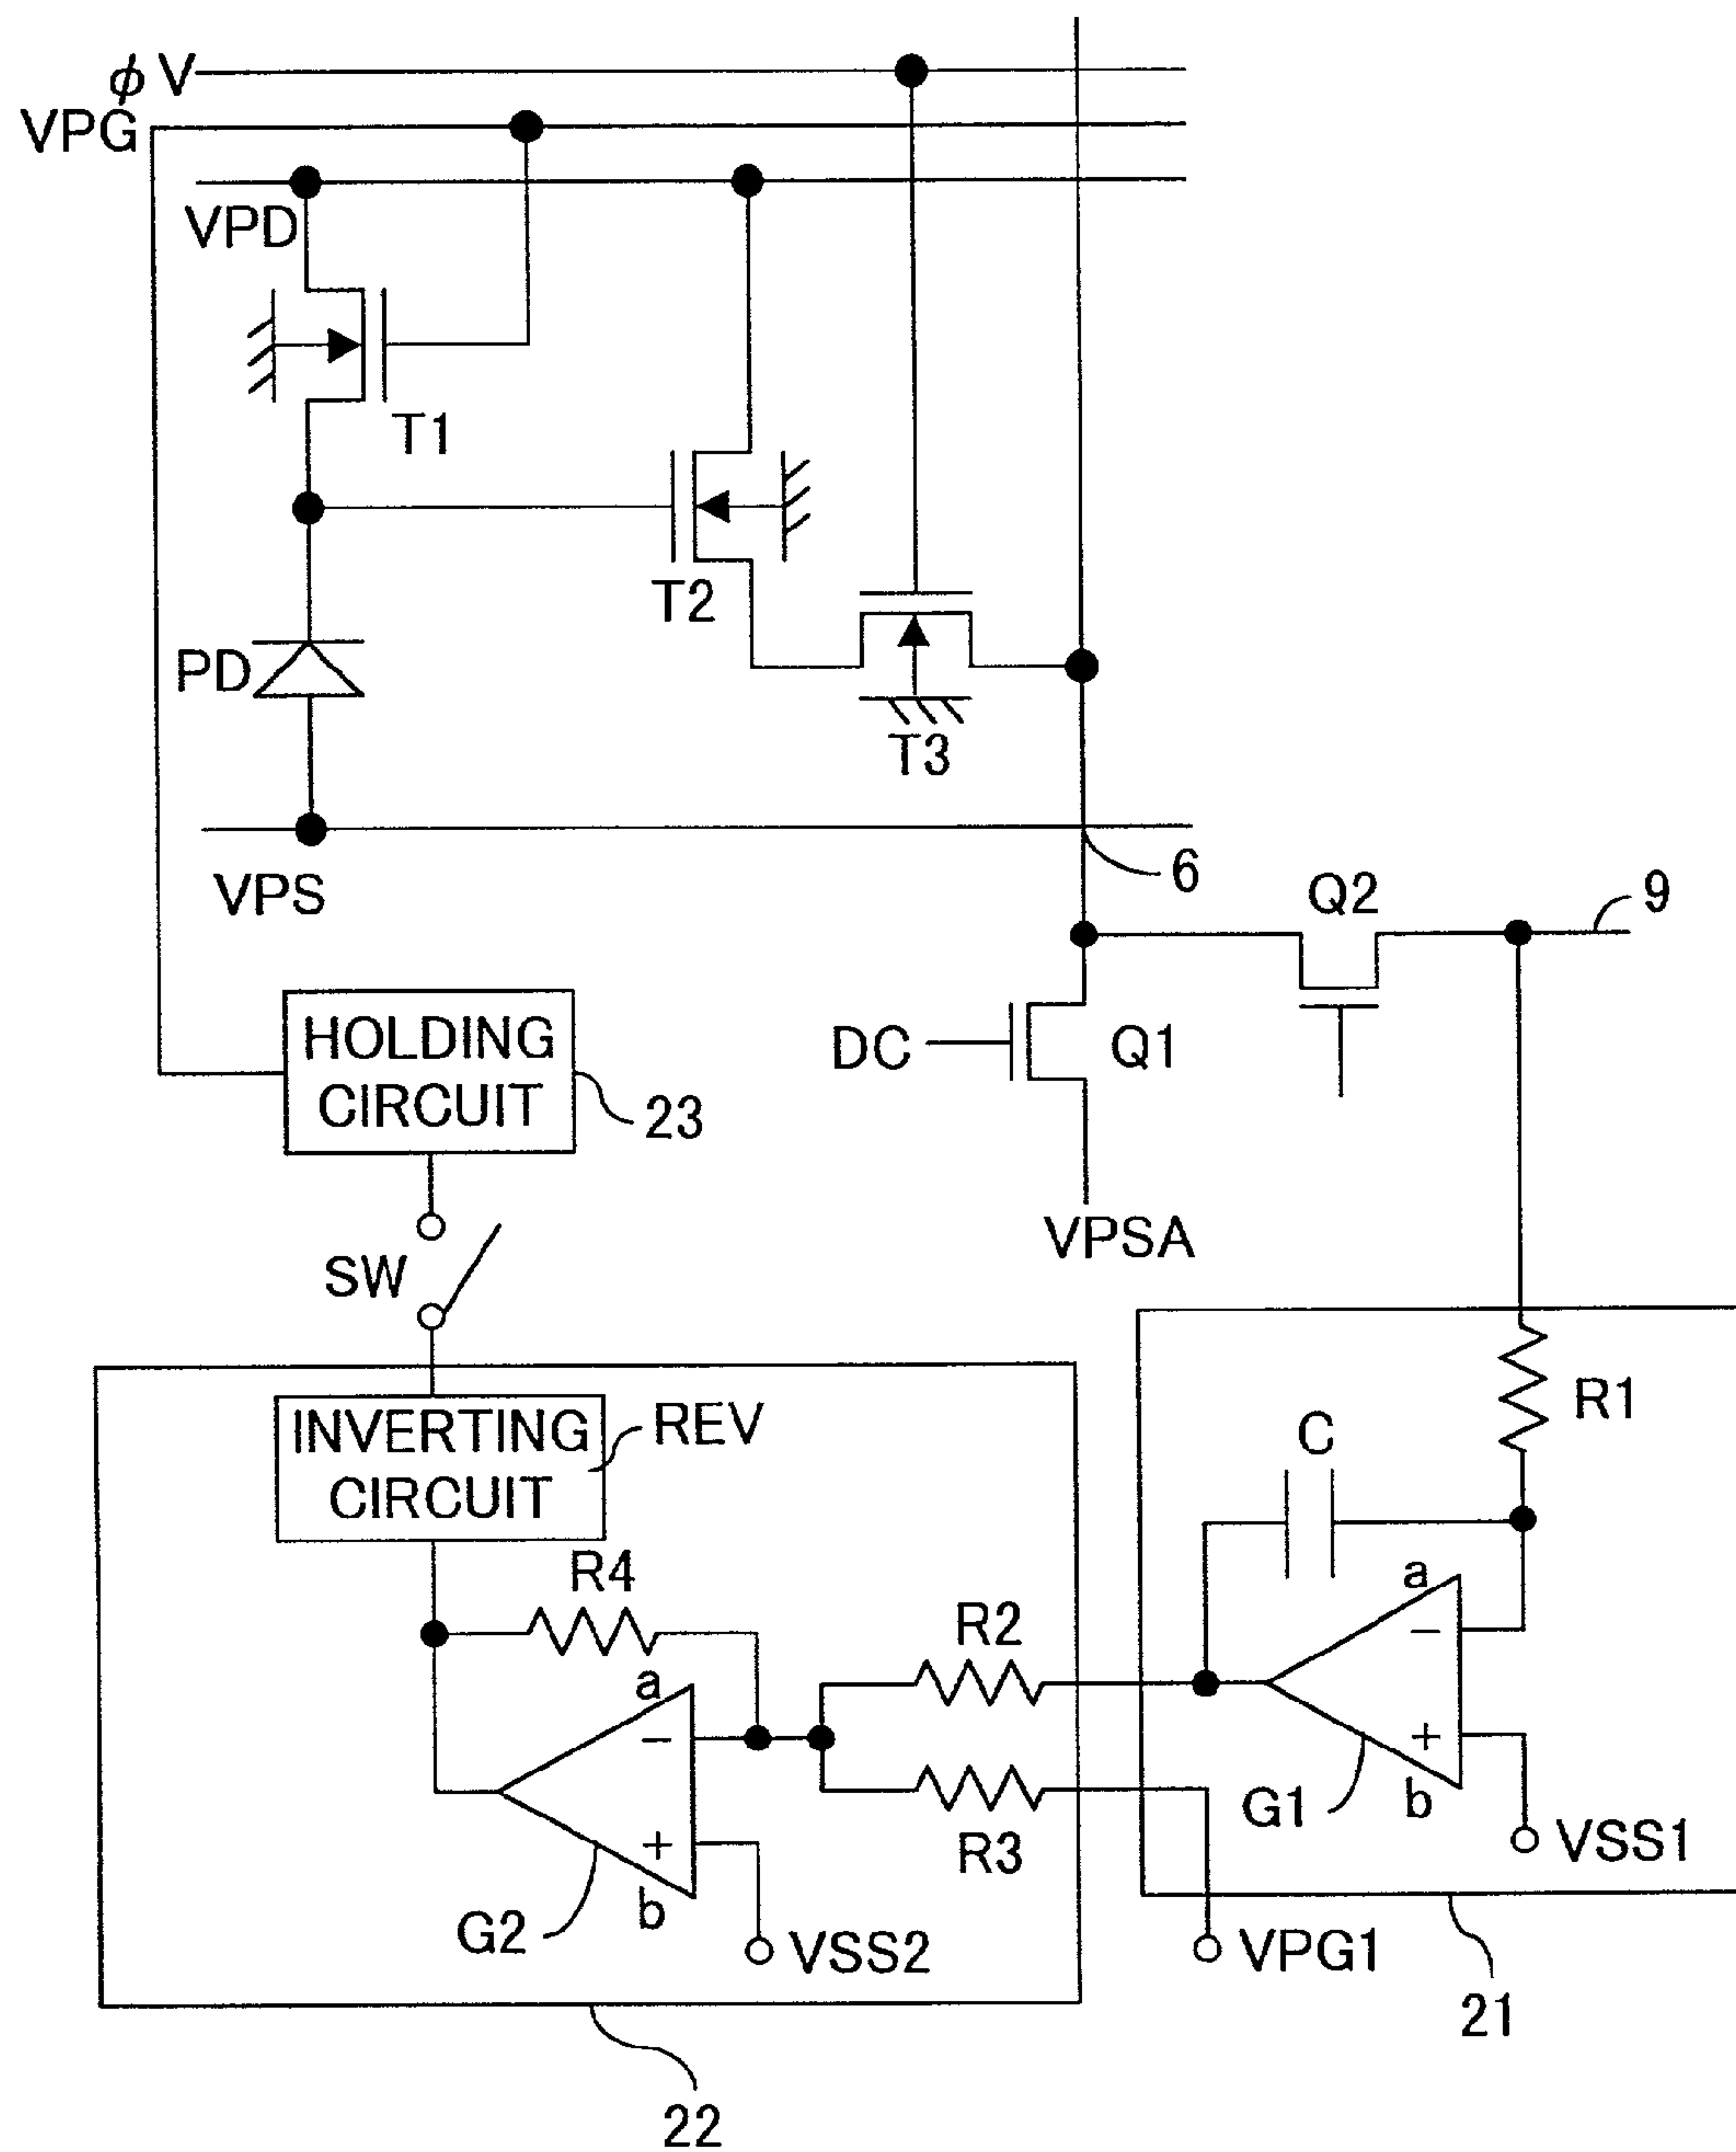 φV
VPG
VPD
T1
T2
PD
T3
VPS
6
Q2
9
HOLDING
CIRCUIT
DC
Q1
23
VPSA
SW
R1
INVERTING
CIRCUIT
REV
C
R4
a
R2
a
−
−
+
b
G1
R3
VSS1
+
b
G2
VSS2
VPG1
21
22